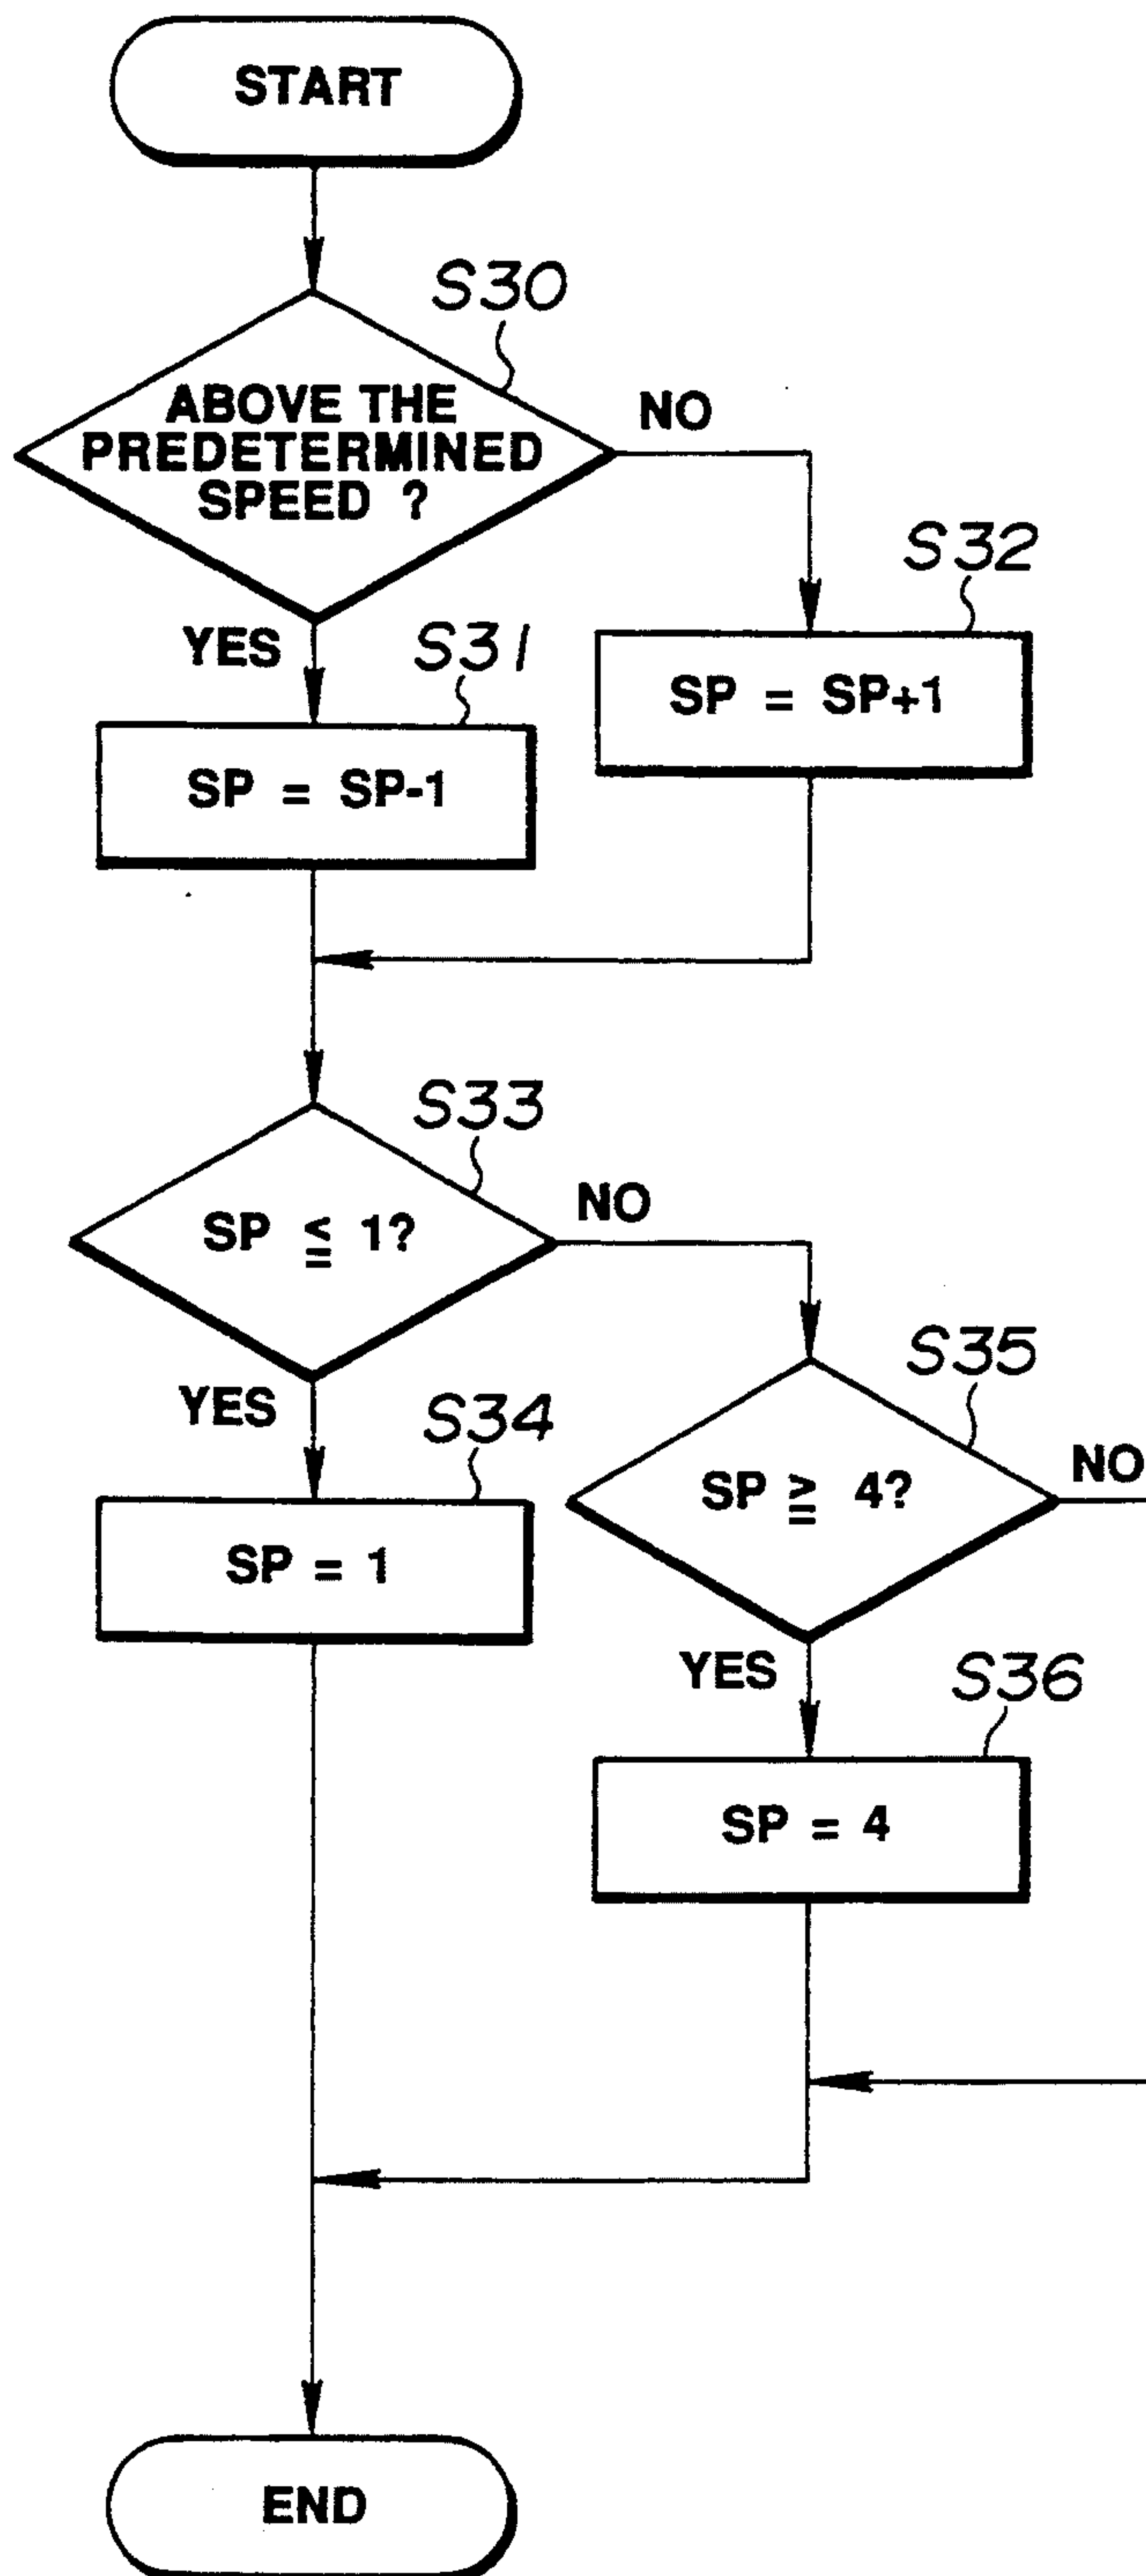 START
S30
ABOVE THE
PREDETERMINED
SPEED ?
NO
YES
S31
S32
SP = SP-1
SP = SP+1
S33
SP ≦ 1?
NO
YES
S34
S35
SP = 1
SP ≧ 4?
NO
YES
S36
SP = 4
END